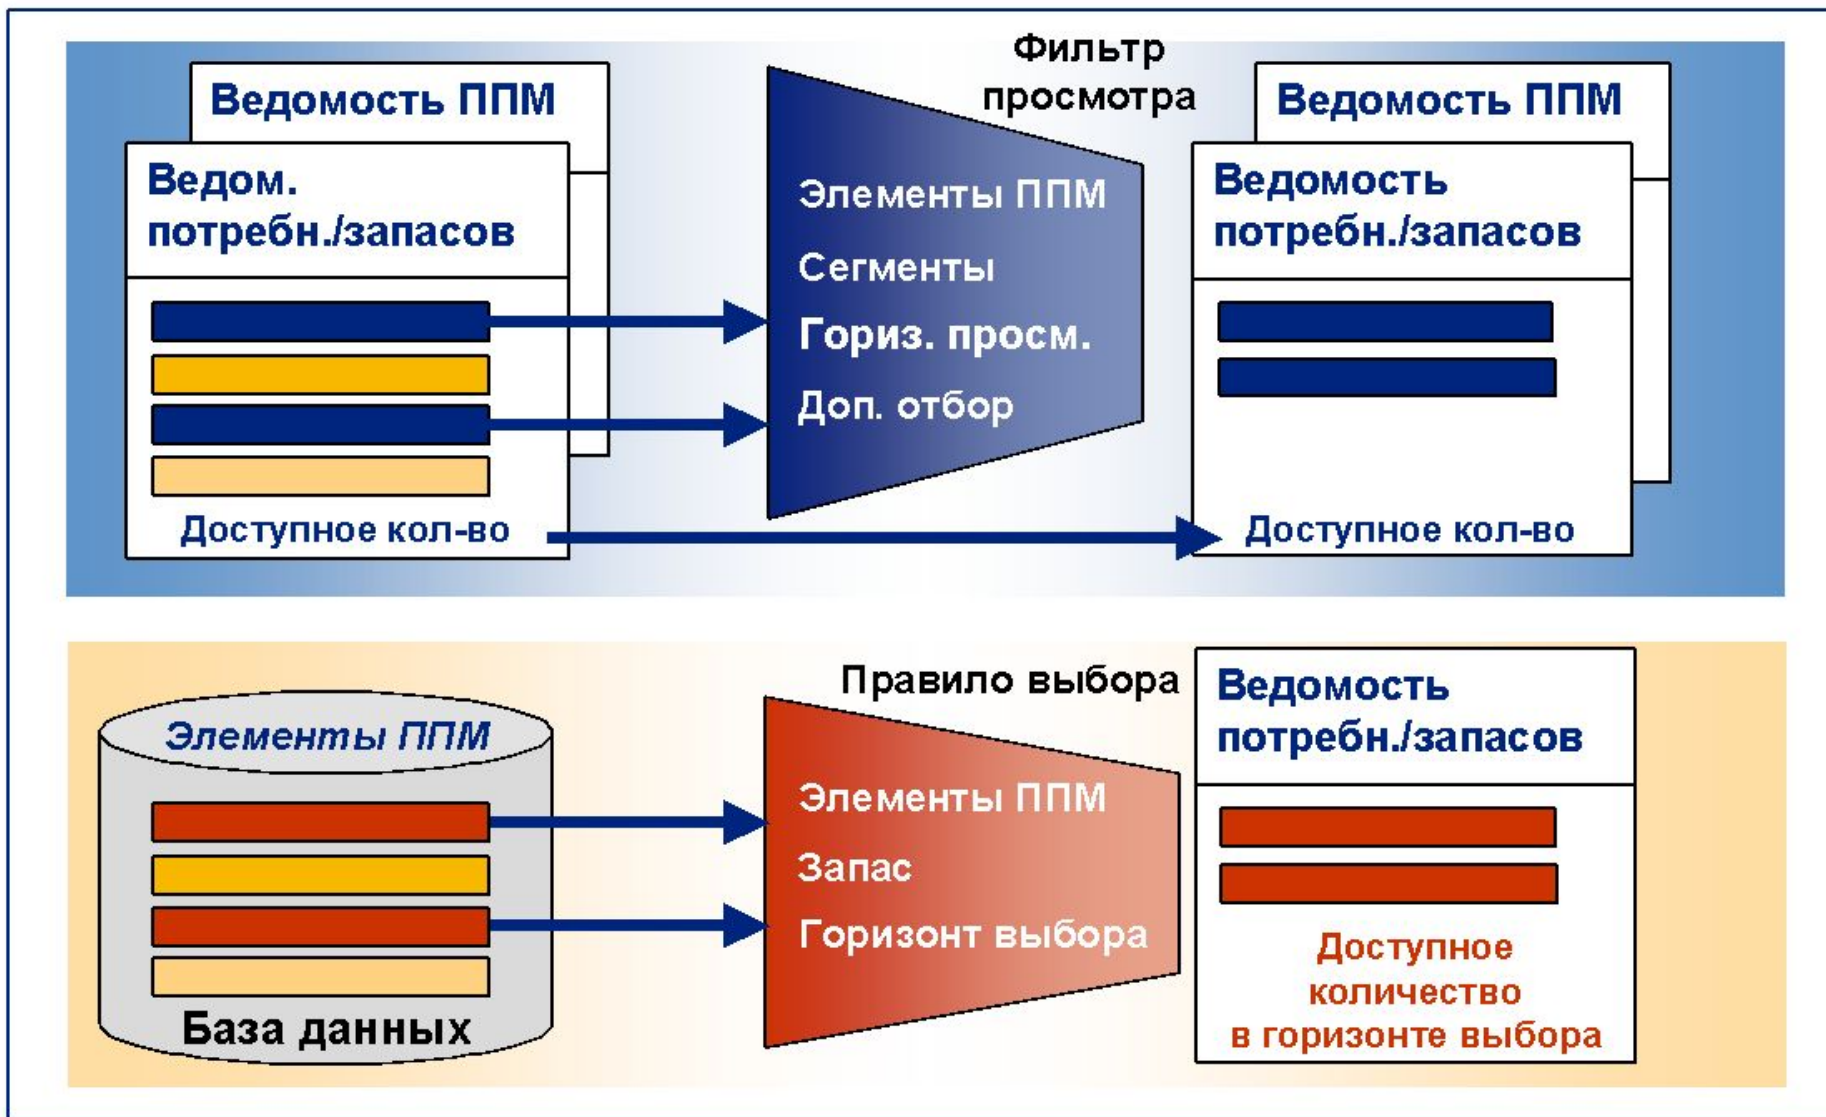 Фильтр
просмотра
Ведомость ППМ
Ведом.
потребн./запасов
Доступное кол-во
Элементы ППМ
Сегменты
Гориз. просм.
Доп. отбор
Ведомость ППМ
Ведомость
потребн./запасов
Доступное кол-во
Правило выбора
Элементы ППМ
База данных
Элементы ППМ
Запас
Горизонт выбора
Ведомость
потребн./запасов
Доступное
количество
в горизонте выбора